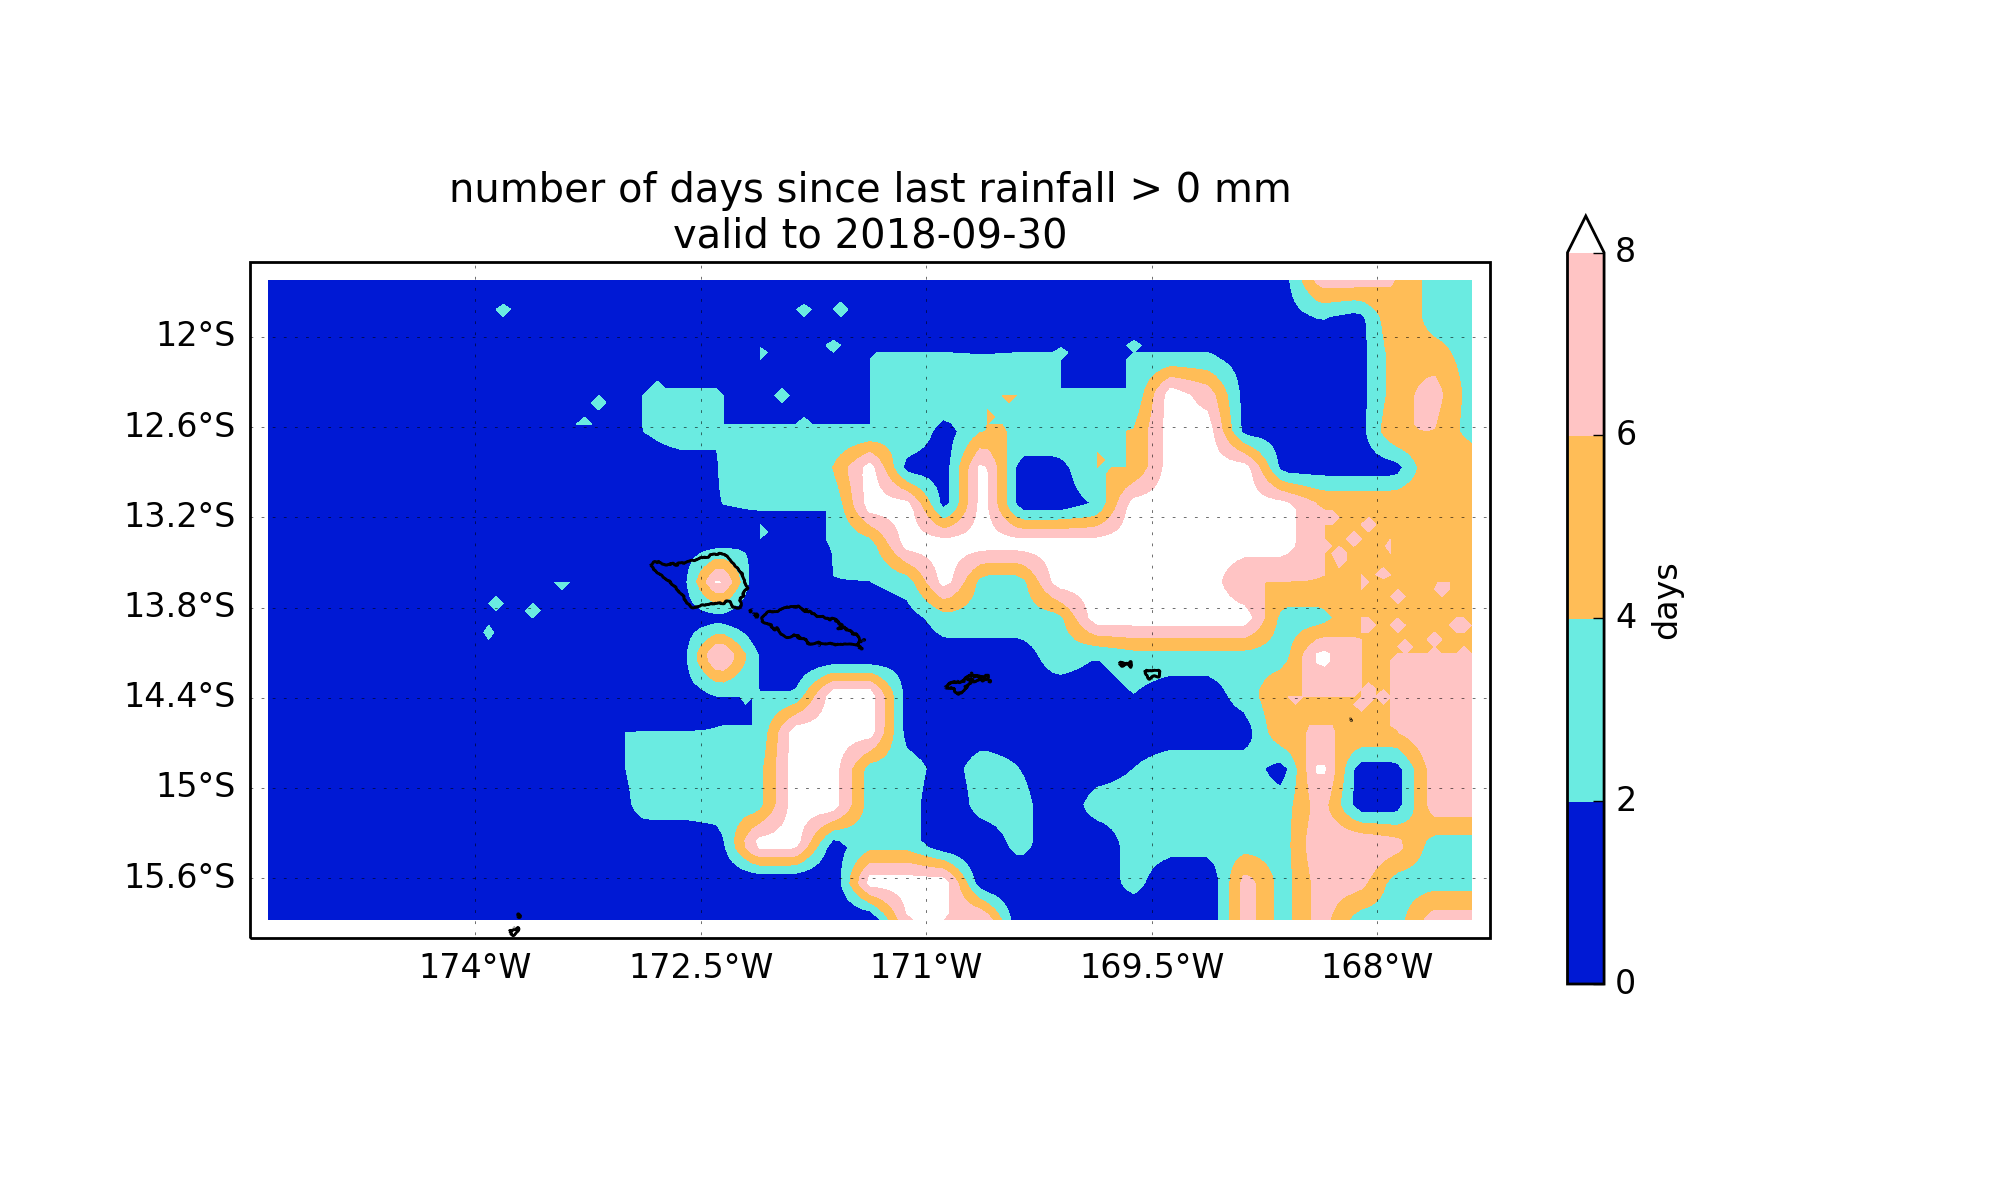 number of days since last rainfall > 0 mm
valid to 2018-09-30
12°S
12.6°S
13.2°S
13.8°S
14.4°S
15°S
15.6°S
174°W
172.5°W
171°W
169.5°W
168°W
8
6
4
2
0
days